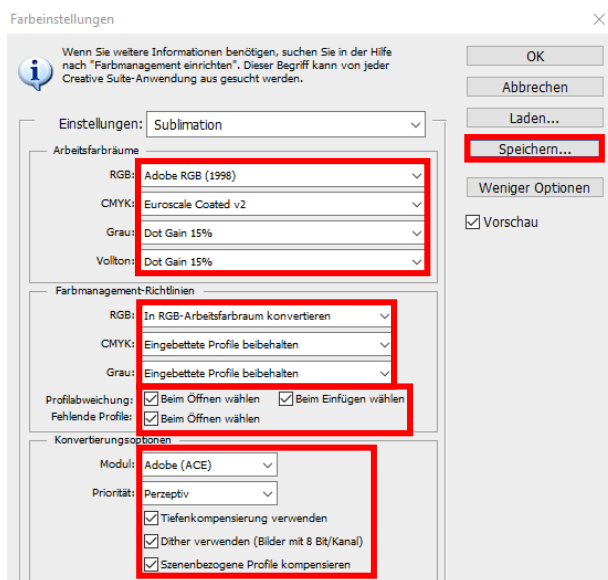 Farbeinstellungen
Wenn Sie weitere Informationen benötigen, suchen Sie in der Hilfe
nach "Farbmanagement einrichten". Dieser Begriff kann von jeder
Creative Suite-Anwendung aus gesucht werden.
OK
Abbrechen
Laden...
Speichern...
Weniger Optionen
Vorschau
Einstellungen: Sublimation
Arbeitsfarbräume
RGB: Adobe RGB (1998)
CMYK: Euroscale Coated v2
Grau: Dot Gain 15%
Vollton: Dot Gain 15%
Farbmanagement-Richtlinien
RGB: In RGB-Arbeitsfarbraum konvertieren
CMYK: Eingebettete Profile beibehalten
Grau: Eingebettete Profile beibehalten
Profilabweichung: Beim Öffnen wählen Beim Einfügen wählen
Fehlende Profile: Beim Öffnen wählen
Konvertierungsoptionen
Modul: Adobe (ACE)
Priorität: Perzeptiv
Tiefenkompensierung verwenden
Dither verwenden (Bilder mit 8 Bit/Kanal)
Szenenbezogene Profile kompensieren